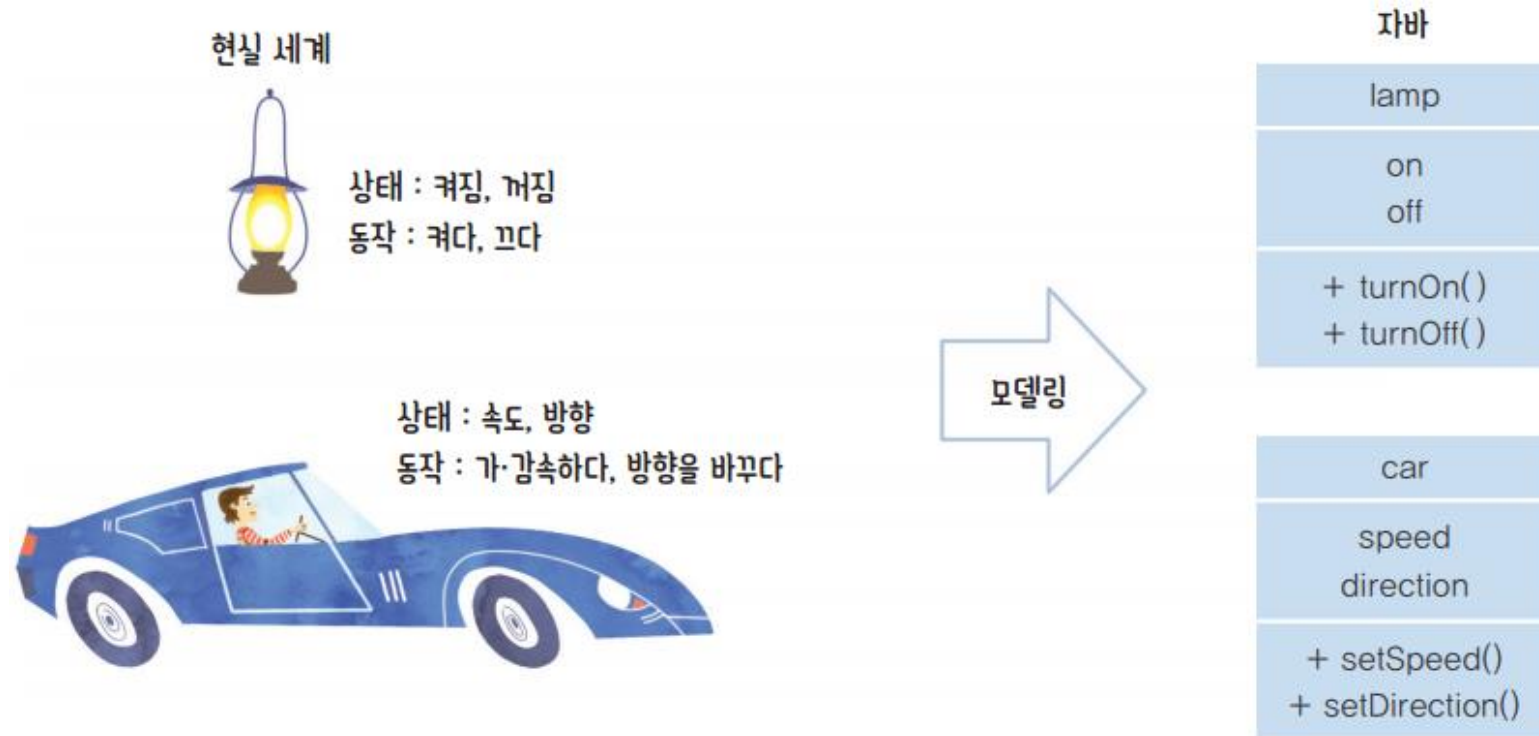 현실 세계
상태 : 켜짐, 꺼짐
동작 : 켜다, 끄다
상태 : 속도, 방향
동작 : 가·감속하다, 방향을 바꾸다
모델링
자바
lamp
on
off
+ turnOn( )
+ turnOff( )
car
speed
direction
+ setSpeed()
+ setDirection()